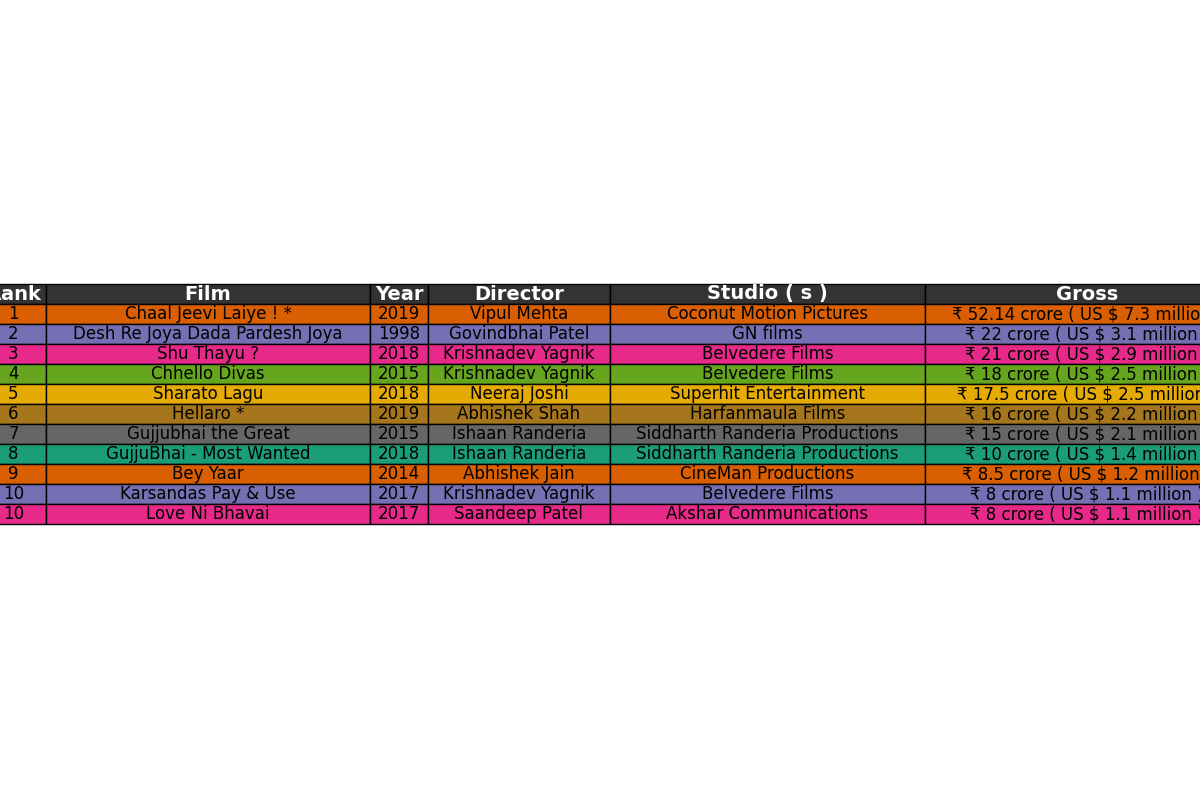 ank Film Year Director Studio ( s ) Gross
1 Chaal Jeevi Laiye ! * 2019 Vipul Mehta Coconut Motion Pictures ₹ 52.14 crore ( US $ 7.3 millio
2 Desh Re Joya Dada Pardesh Joya 1998 Govindbhai Patel GN films ₹ 22 crore ( US $ 3.1 million
3 Shu Thayu ? 2018 Krishnadev Yagnik Belvedere Films ₹ 21 crore ( US $ 2.9 million
4 Chhello Divas 2015 Krishnadev Yagnik Belvedere Films ₹ 18 crore ( US $ 2.5 million
5 Sharato Lagu 2018 Neeraj Joshi Superhit Entertainment ₹ 17.5 crore ( US $ 2.5 million
6 Hellaro * 2019 Abhishek Shah Harfanmaula Films ₹ 16 crore ( US $ 2.2 million
7 Gujjubhai the Great 2015 Ishaan Randeria Siddharth Randeria Productions ₹ 15 crore ( US $ 2.1 million
8 GujjuBhai - Most Wanted 2018 Ishaan Randeria Siddharth Randeria Productions ₹ 10 crore ( US $ 1.4 million
9 Bey Yaar 2014 Abhishek Jain CineMan Productions ₹ 8.5 crore ( US $ 1.2 million
10 Karsandas Pay & Use 2017 Krishnadev Yagnik Belvedere Films ₹ 8 crore ( US $ 1.1 million )
10 Love Ni Bhavai 2017 Saandeep Patel Akshar Communications ₹ 8 crore ( US $ 1.1 million )